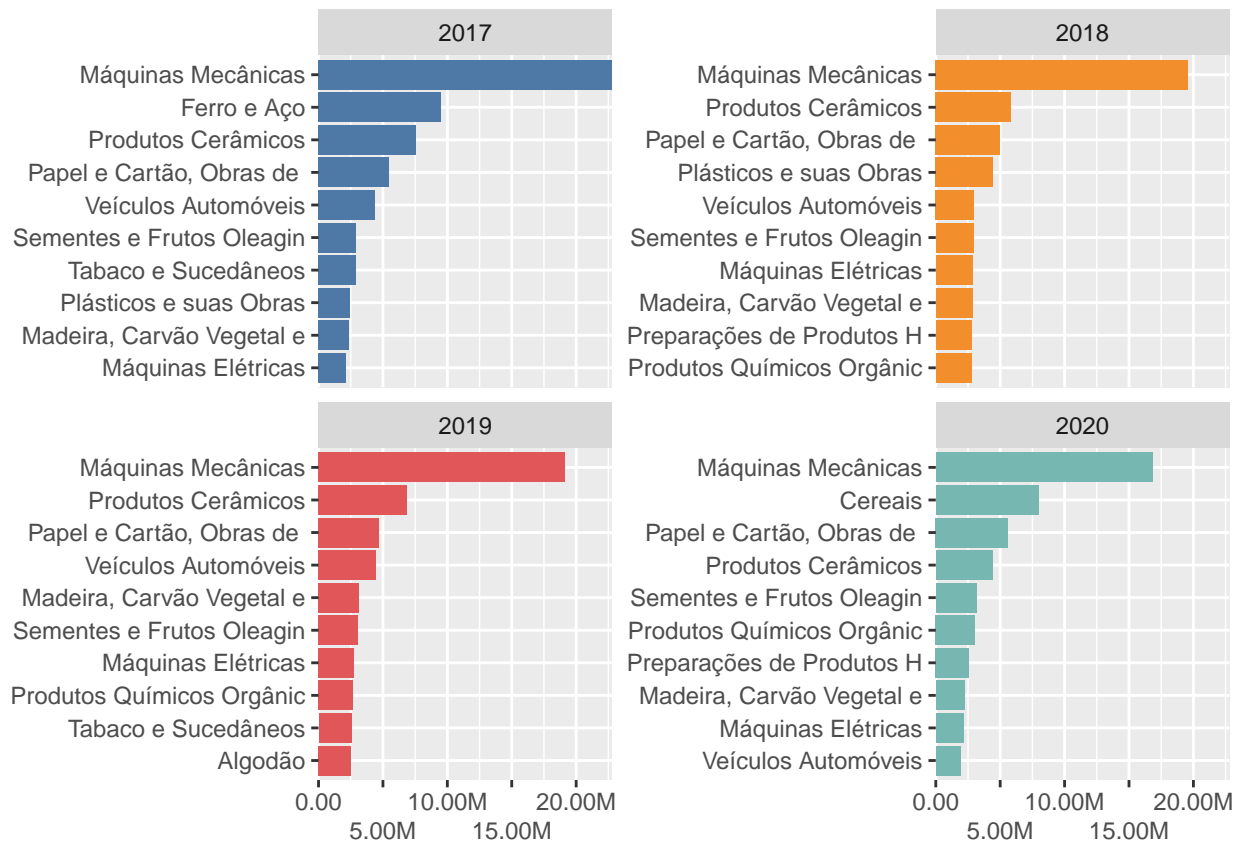 2017
Máquinas Mecânicas
Ferro e Aço
Produtos Cerâmicos
Papel e Cartão, Obras de
Veículos Automóveis
Sementes e Frutos Oleagin
Tabaco e Sucedâneos
Plásticos e suas Obras
Madeira, Carvão Vegetal e
Máquinas Elétricas
2018
Máquinas Mecânicas
Produtos Cerâmicos
Papel e Cartão, Obras de
Plásticos e suas Obras
Veículos Automóveis
Sementes e Frutos Oleagin
Máquinas Elétricas
Madeira, Carvão Vegetal e
Preparações de Produtos H
Produtos Químicos Orgânic
2019
Máquinas Mecânicas
Produtos Cerâmicos
Papel e Cartão, Obras de
Veículos Automóveis
Madeira, Carvão Vegetal e
Sementes e Frutos Oleagin
Máquinas Elétricas
Produtos Químicos Orgânic
Tabaco e Sucedâneos
Algodão
0.00 10.00M 20.00M
5.00M 15.00M
2020
Máquinas Mecânicas
Cereais
Papel e Cartão, Obras de
Produtos Cerâmicos
Sementes e Frutos Oleagin
Produtos Químicos Orgânic
Preparações de Produtos H
Madeira, Carvão Vegetal e
Máquinas Elétricas
Veículos Automóveis
0.00 10.00M 20.00M
5.00M 15.00M